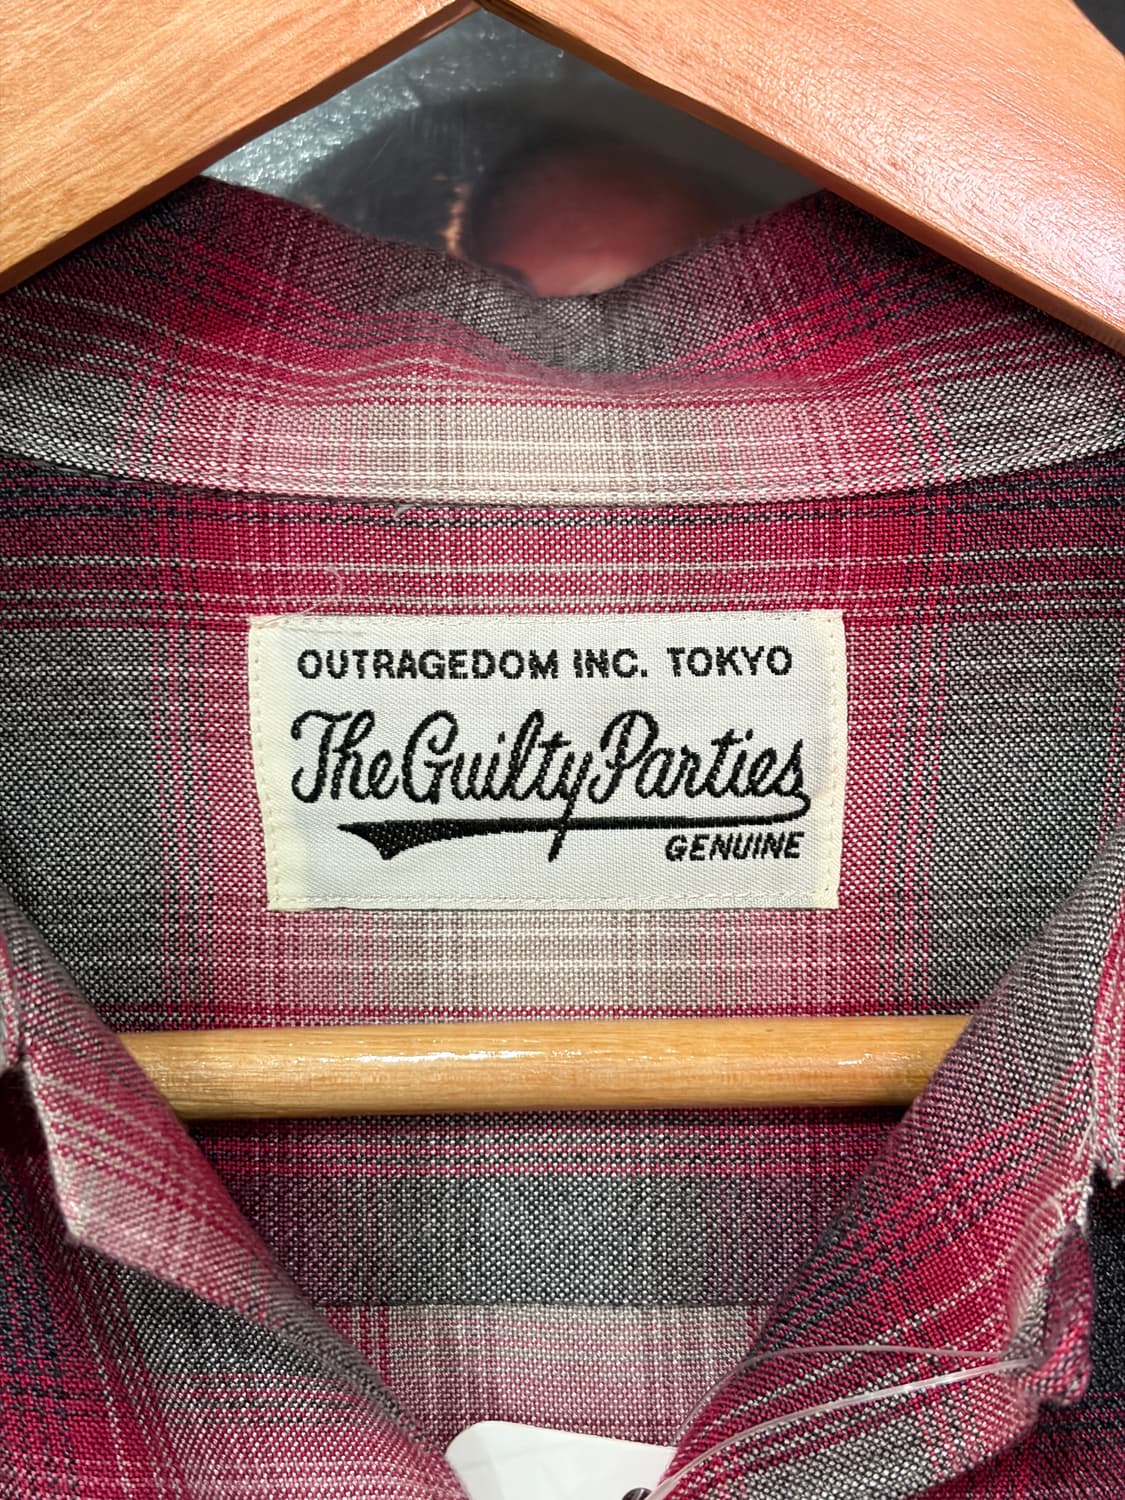 OUTRAGEDOM INC. TOKYO
The Guilty Parties
GENUINE